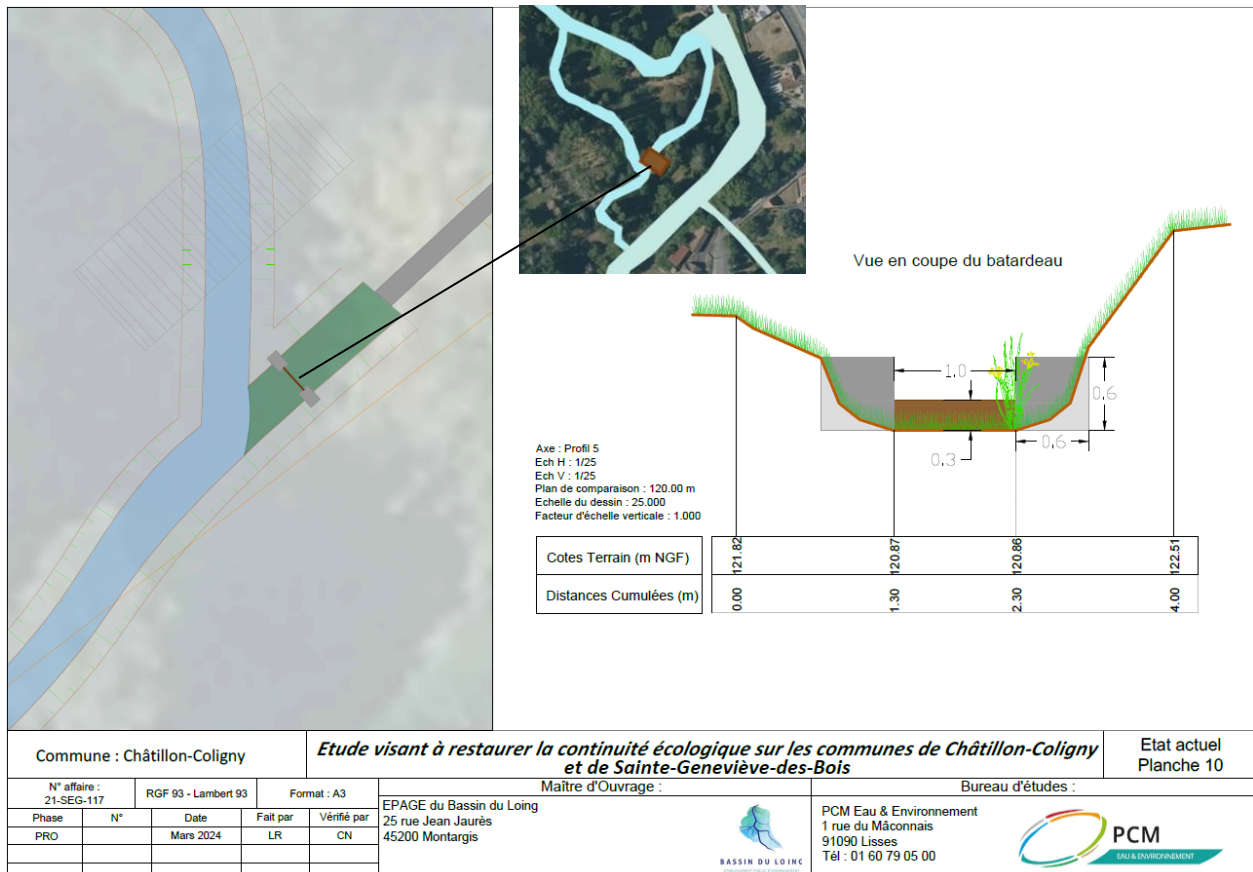 Vue en coupe du batardeau
1.0
0.6
0.6
0.3
Axe : Profil 5
Ech H : 1/25
Ech V : 1/25
Plan de comparaison : 120.00 m
Echelle du dessin : 25.000
Facteur d'échelle verticale : 1.000
Cotes Terrain (m NGF) 121.82 120.87 120.86 122.51
Distances Cumulées (m) 0.00 1.30 2.30 4.00
Commune : Châtillon-Coligny
Etude visant à restaurer la continuité écologique sur les communes de Châtillon-Coligny
et de Sainte-Geneviève-des-Bois
Etat actuel
Planche 10
N° affaire :
21-SEG-117
RGF 93 - Lambert 93
Format : A3
Phase N° Date Fait par Vérifié par
PRO Mars 2024 LR CN
Maître d'Ouvrage :
EPAGE du Bassin du Loing
25 rue Jean Jaurès
45200 Montargis
BASSIN DU LOING
Bureau d'études :
PCM Eau & Environnement
1 rue du Mâconnais
91090 Lisses
Tél : 01 60 79 05 00
PCM
EAU & ENVIRONNEMENT